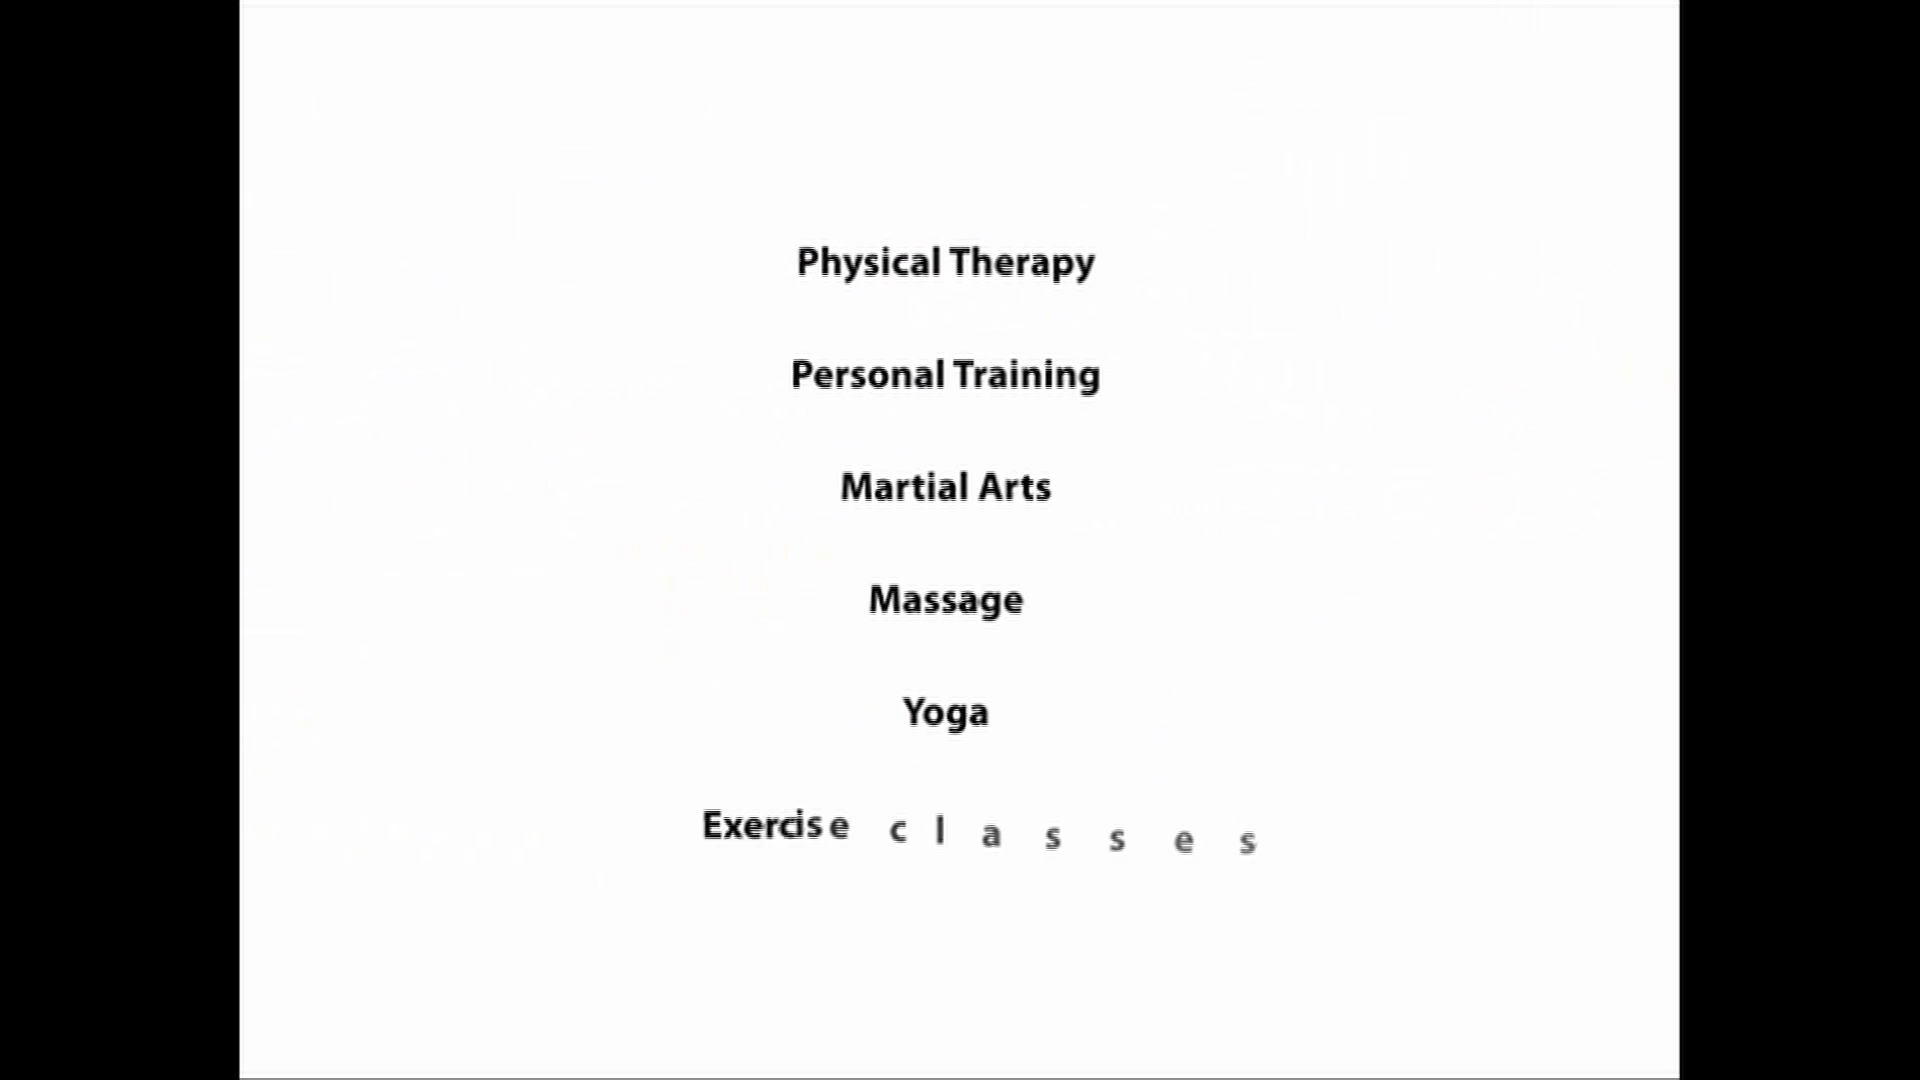 Physical Therapy
Personal Training
Martial Arts
Massage
Yoga
Exercise classes